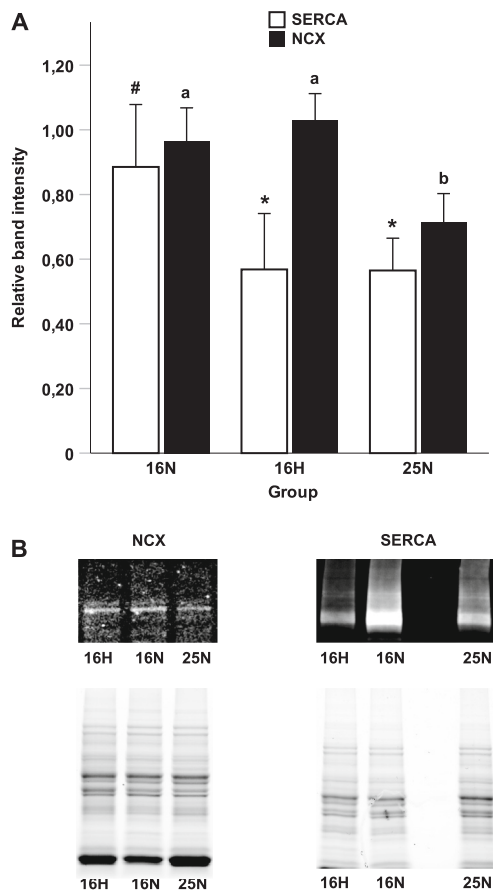 A
SERCA
NCX
Relative band intensity
1,20
1,00
0,80
0,60
0,40
0,20
0
#
a
*
a
*
b
16N
16H
25N
Group
B
NCX
SERCA
16H 16N 25N
16H 16N 25N
16H 16N 25N
16H 16N 25N